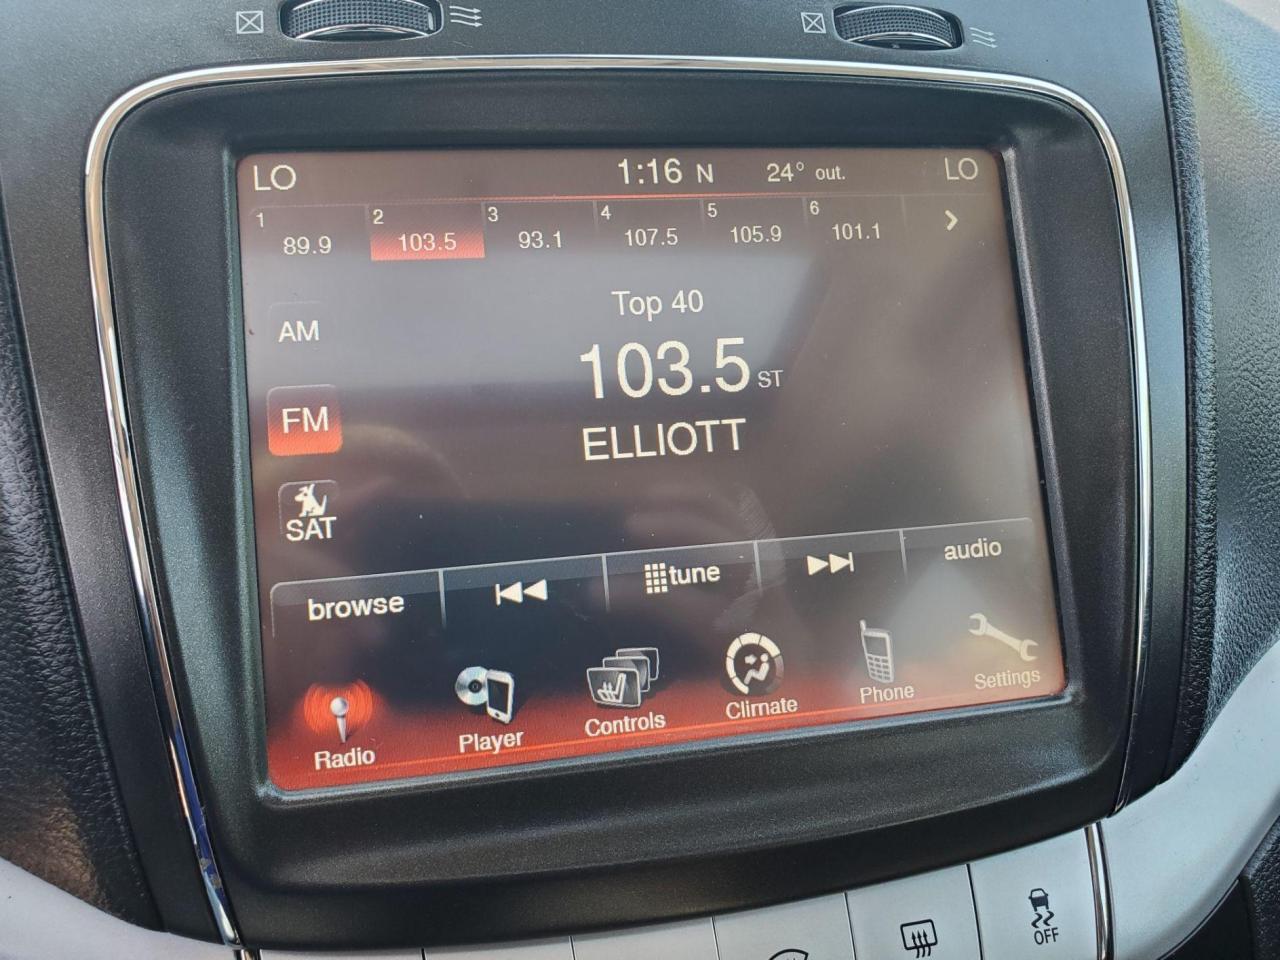 LO 1:16 N 24° out. LO
1 2 3 4 5 6
89.9 103.5 93.1 107.5 105.9 101.1
Top 40
AM
103.5 ST
FM
ELLIOTT
SAT
browse tune audio
Radio Player Controls Climate Phone Settings
OFF